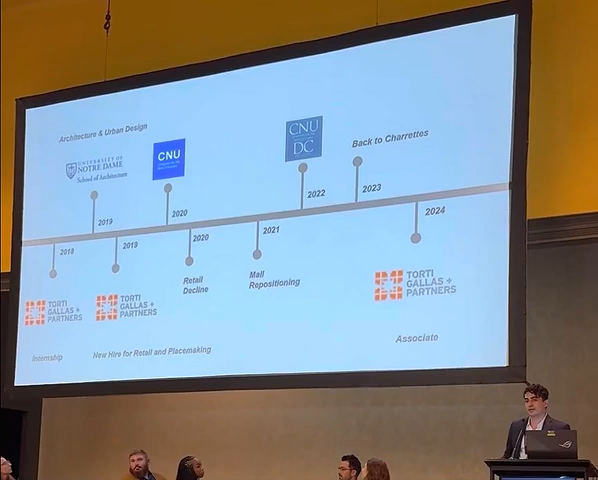 Architecture & Urban Design
UNIVERSITY OF
NOTRE DAME
School of Architecture
CNU
CNU
DC
Back to Charrettes
2019
2020
2022
2023
2018
2019
2020
2021
2024
TORTI
GALLAS +
PARTNERS
TORTI
GALLAS +
PARTNERS
Retail
Decline
Mall
Repositioning
TORTI
GALLAS +
PARTNERS
Internship
New Hire for Retail and Placemaking
Associate